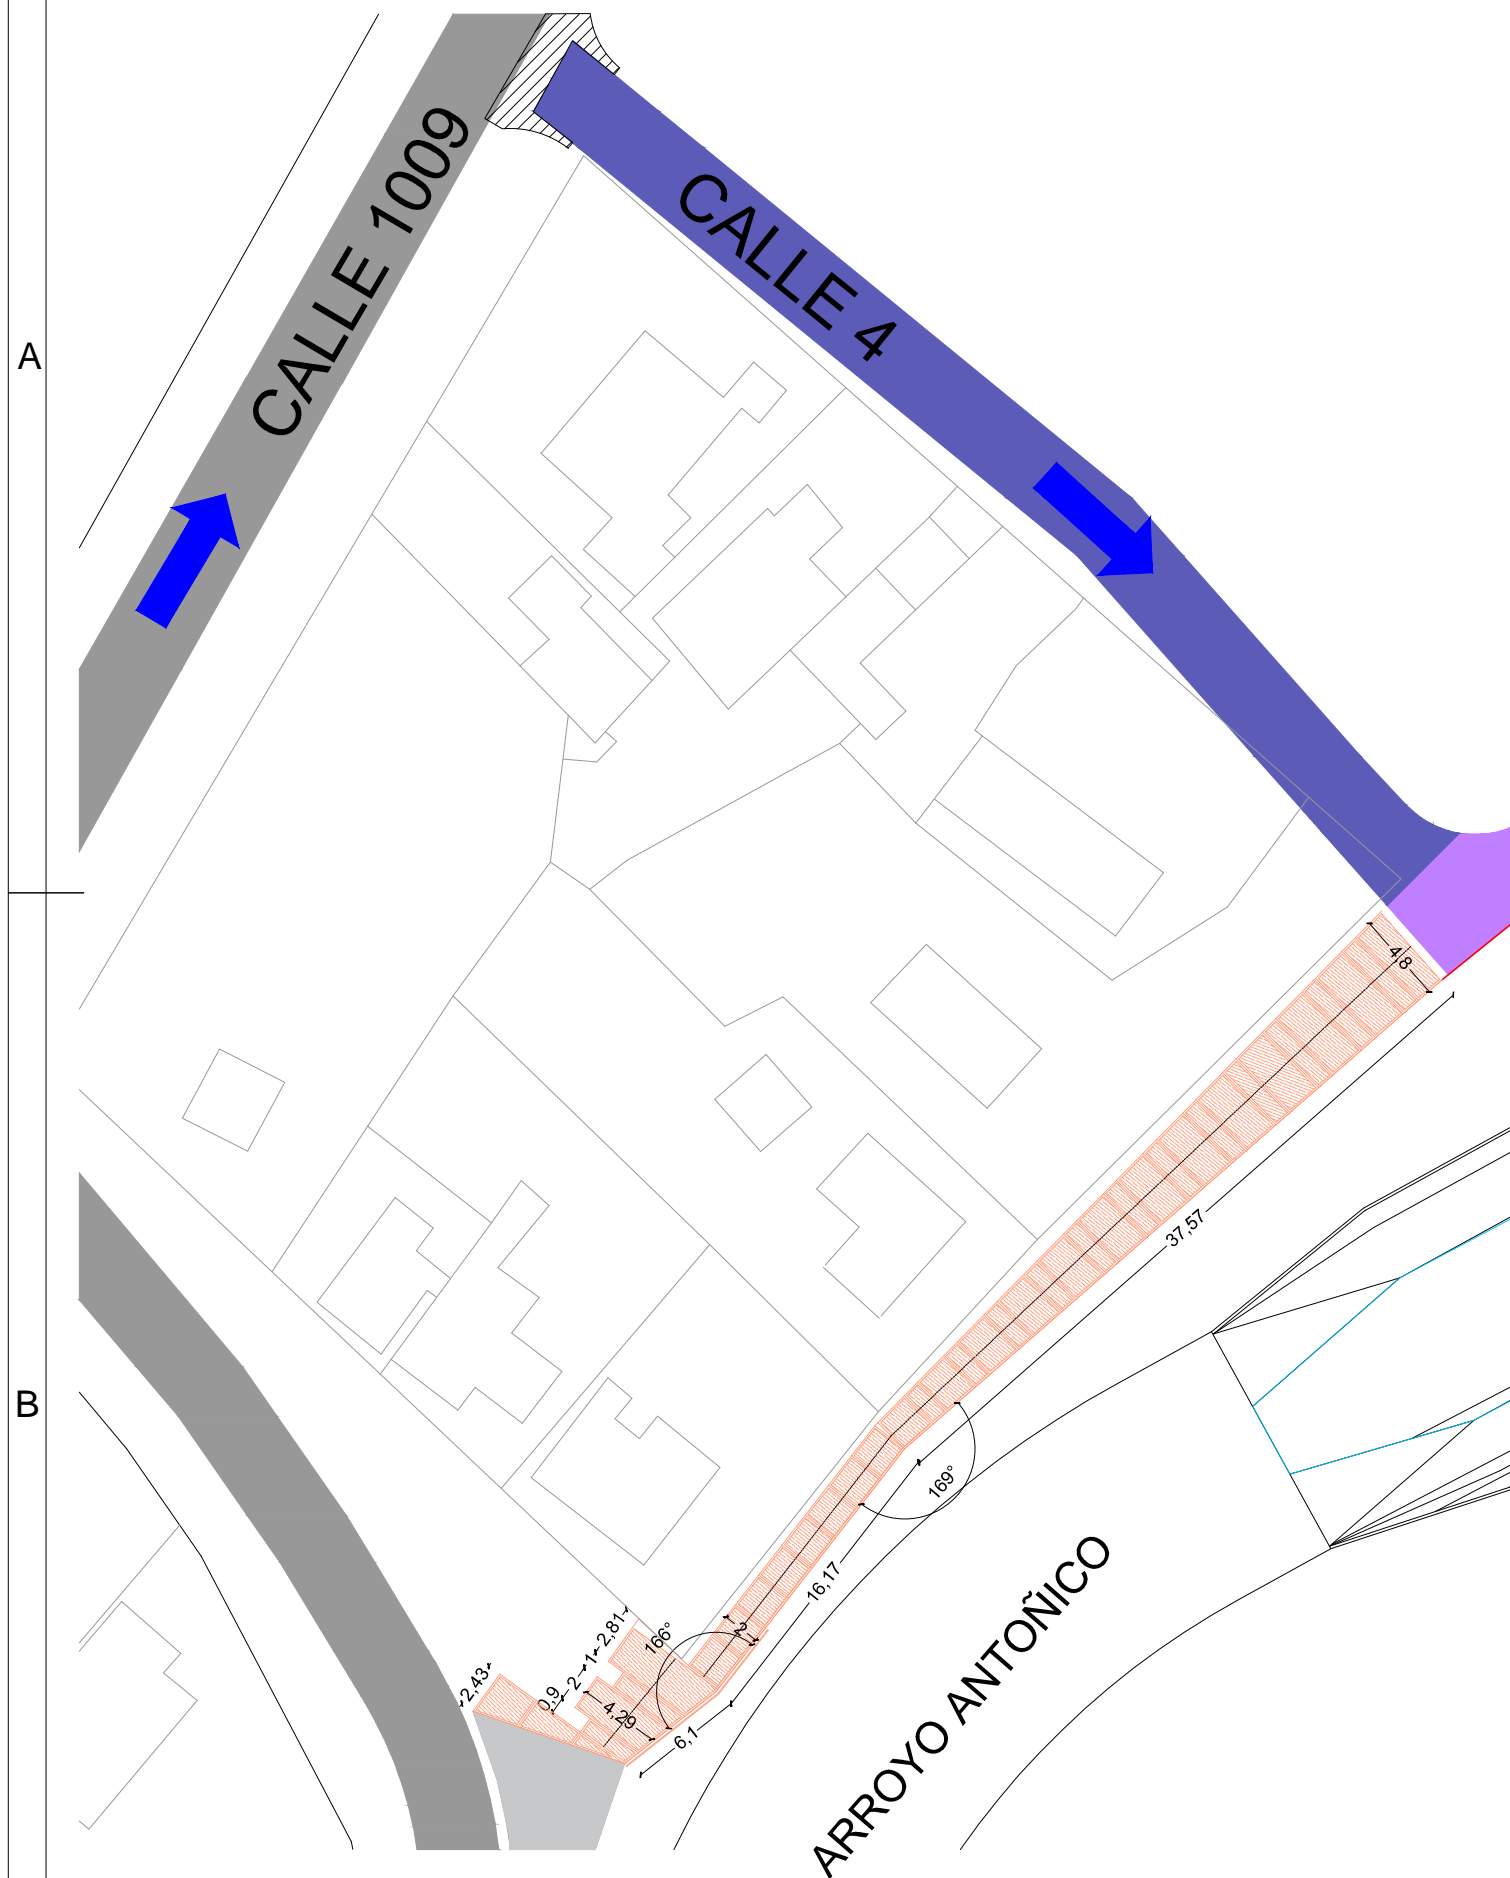 CALLE 1009
CALLE 4
A
4,8
37,57
B
169°
16,17
2
166°
2,81
1
2
0,9
2,43
4,29
6,1
ARROYO ANTOÑICO